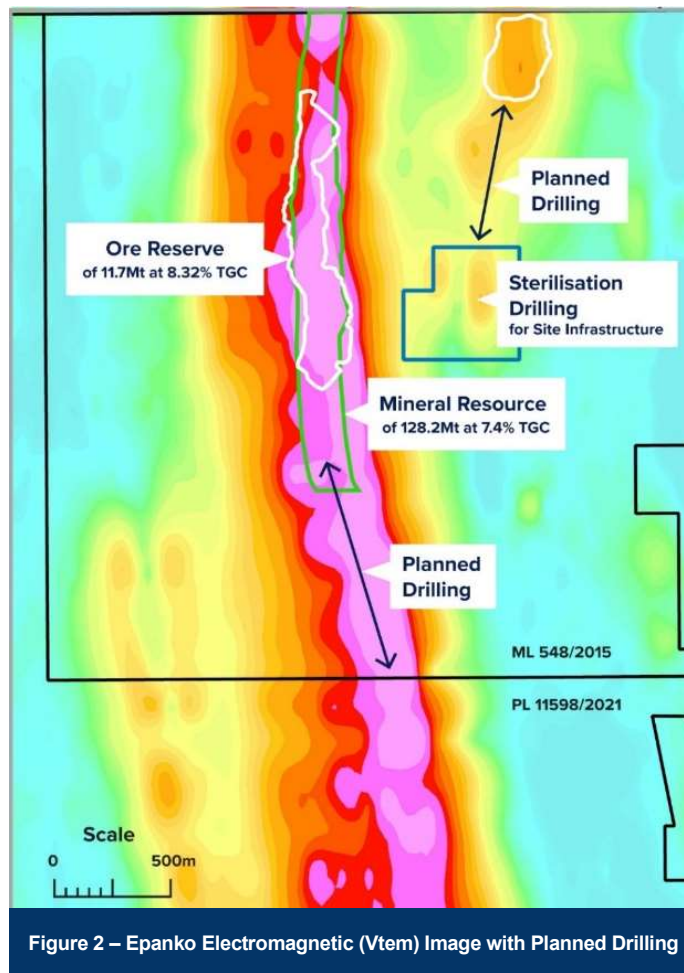 Planned
Drilling
Ore Reserve
of 11.7Mt at 8.32% TGC
Sterilisation
Drilling
for Site Infrastructure
Mineral Resource
of 128.2Mt at 7.4% TGC
Planned
Drilling
ML 548/2015
PL 11598/2021
Scale
0 500m
Figure 2 – Epanko Electromagnetic (Vtem) Image with Planned Drilling